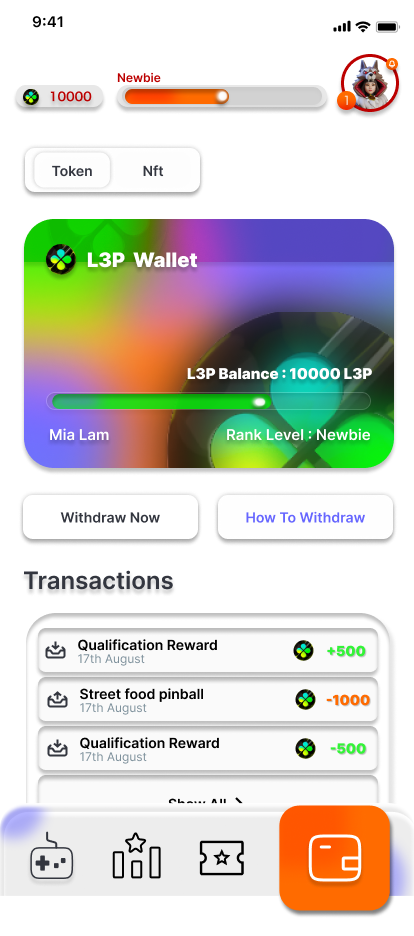 9:41
Newbie
10000
1
Token Nft
L3P Wallet
L3P Balance : 10000 L3P
Mia Lam Rank Level : Newbie
Withdraw Now How To Withdraw
Transactions
Qualification Reward +500
17th August
Street food pinball -1000
17th August
Qualification Reward -500
17th August
Show All